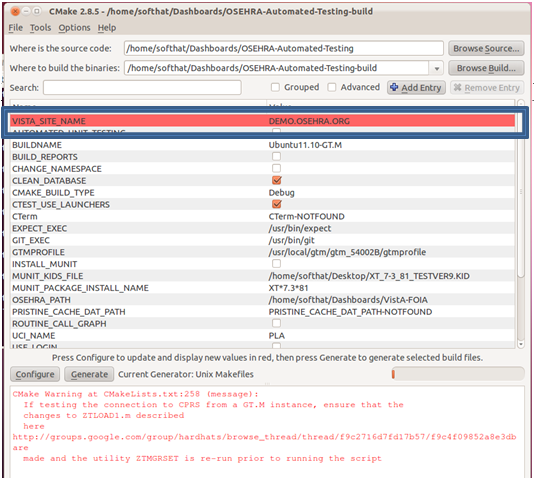 CMake 2.8.5 - /home/softhat/Dashboards/OSEHRA-Automated-Testing-build
File Tools Options Help
Where is the source code: /home/softhat/Dashboards/OSEHRA-Automated-Testing Browse Source...
Where to build the binaries: /home/softhat/Dashboards/OSEHRA-Automated-Testing-build Browse Build...
Search: Grouped Advanced Add Entry Remove Entry
Name Value
VISTA_SITE_NAME DEMO.OSEHRA.ORG
AUTOMATED_UNIT_TESTING
BUILDNAME Ubuntu11.10-GT.M
BUILD_REPORTS
CHANGE_NAMESPACE
CLEAN_DATABASE
CMAKE_BUILD_TYPE Debug
CTEST_USE_LAUNCHERS
CTerm CTerm-NOTFOUND
EXPECT_EXEC /usr/bin/expect
GIT_EXEC /usr/bin/git
GTMPROFILE /usr/local/gtm/gtm_54002B/gtmprofile
INSTALL_MUNIT
MUNIT_KIDS_FILE /home/softhat/Desktop/XT_7-3_81_TESTVER9.KID
MUNIT_PACKAGE_INSTALL_NAME XT*7.3*81
OSEHRA_PATH /home/softhat/Dashboards/VistA-FOIA
PRISTINE_CACHE_DAT_PATH PRISTINE_CACHE_DAT_PATH-NOTFOUND
ROUTINE_CALL_GRAPH
UCI_NAME PLA
USE_LOGIN
Press Configure to update and display new values in red, then press Generate to generate selected build files.
Configure Generate Current Generator: Unix Makefiles
CMake Warning at CMakeLists.txt:258 (message):
If testing the connection to CPRS from a GT.M instance, ensure that the
changes to ZTLOAD1.m described
here
http://groups.google.com/group/hardhats/browse_thread/thread/f9c2716d7fd17b57/f9c4f09852a8e3db
are
made and the utility ZTMGRSET is re-run prior to running the script